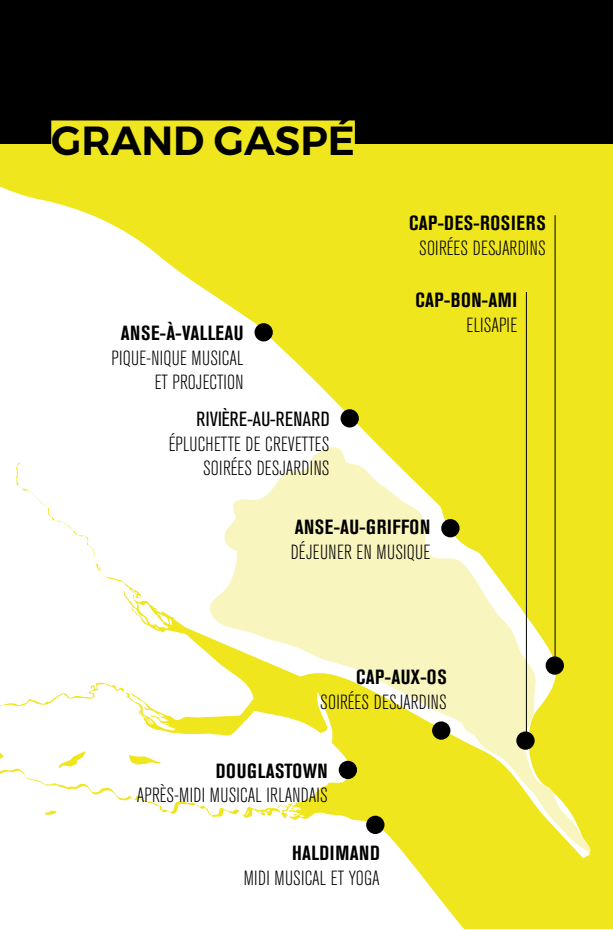 GRAND GASPÉ
CAP-DES-ROSIERS
SOIRÉES DESJARDINS
CAP-BON-AMI
ELISAPIE
ANSE-À-VALLEAU
PIQUE-NIQUE MUSICAL
ET PROJECTION
RIVIÈRE-AU-RENARD
ÉPLUCHETTE DE CREVETTES
SOIRÉES DESJARDINS
ANSE-AU-GRIFFON
DÉJEUNER EN MUSIQUE
CAP-AUX-OS
SOIRÉES DESJARDINS
DOUGLASTOWN
APRÈS-MIDI MUSICAL IRLANDAIS
HALDIMAND
MIDI MUSICAL ET YOGA